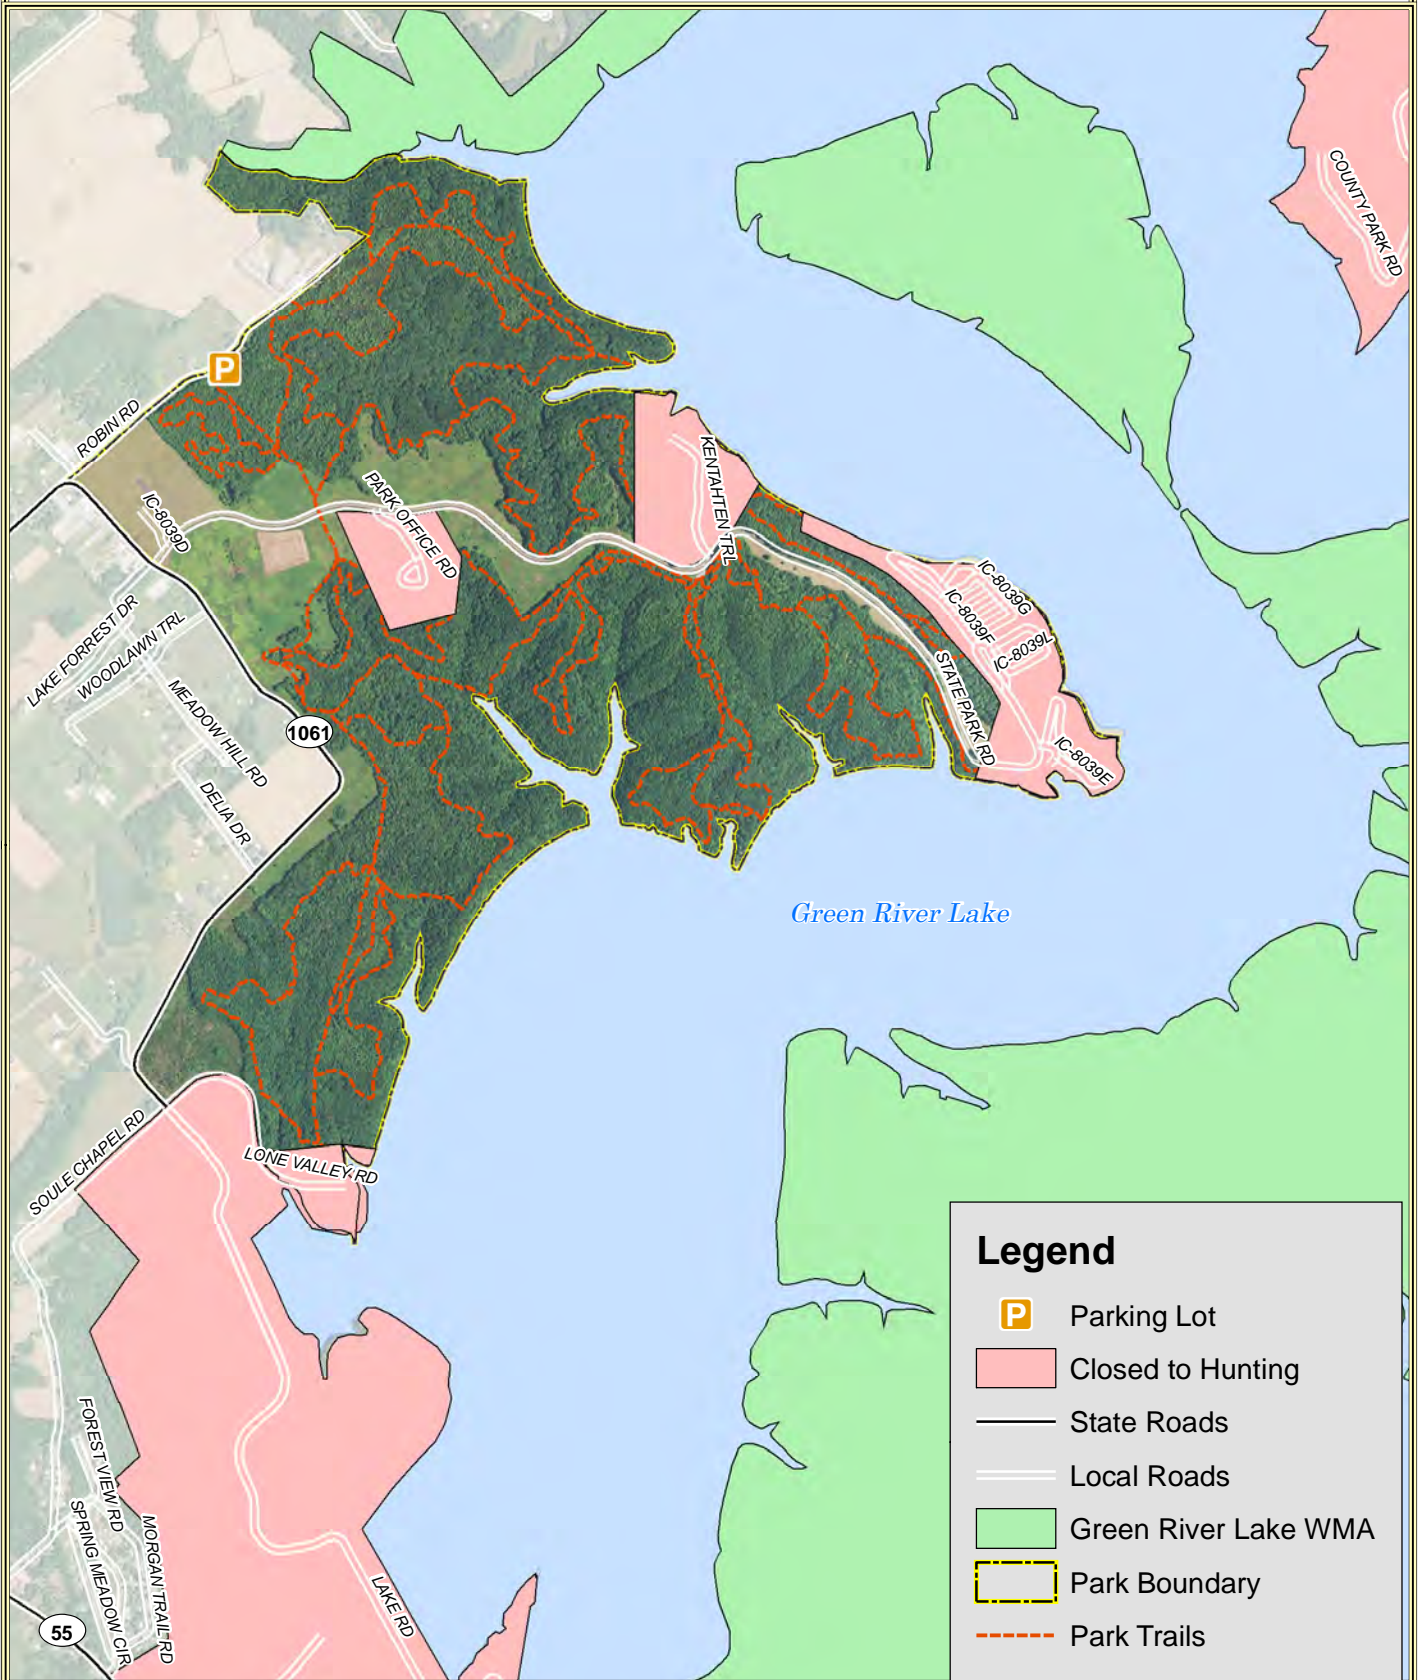 COUNTY PARK RD
P
ROBIN RD
KENTAHTEN TRL
PARK OFFICE RD
IC-8039D
IC-8039G
IC-8039F
IC-8039L
LAKE FORREST DR
WOODLAWN TRL
STATE PARK RD
MEADOW HILL RD
1061
IC-8039E
DELIA DR
Green River Lake
SOULE CHAPEL RD
LONE VALLEY RD
Legend
P Parking Lot
Closed to Hunting
State Roads
Local Roads
Green River Lake WMA
Park Boundary
Park Trails
FOREST VIEW RD
SPRING MEADOW CIR
MORGAN TRAIL RD
LAKE RD
55